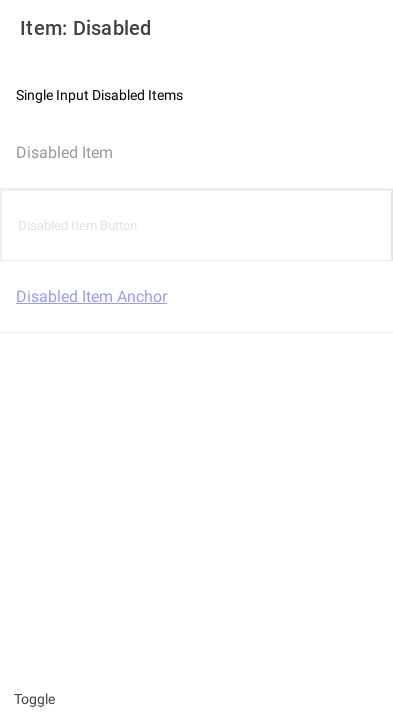 Item: Disabled
Single Input Disabled Items
Disabled Item
Disabled Item Button
Disabled Item Anchor
Toggle